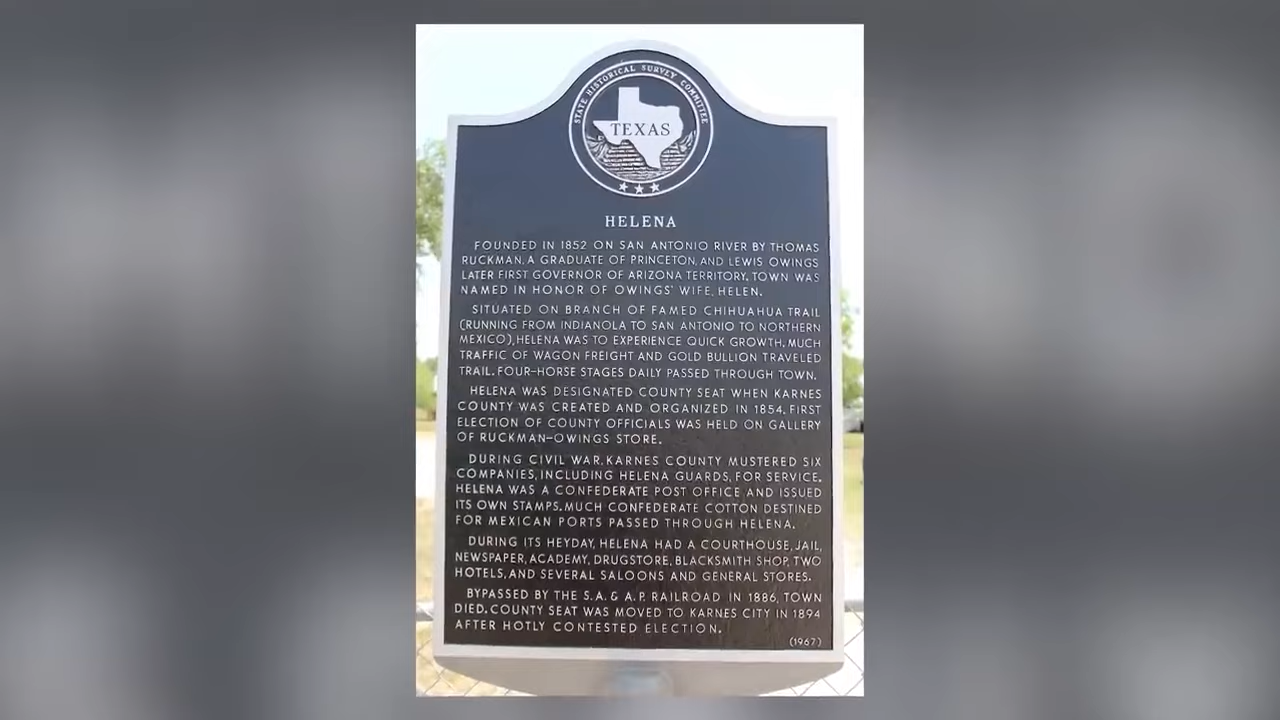 STATE HISTORICAL SURVEY COMMITTEE
TEXAS
HELENA
FOUNDED IN 1852 ON SAN ANTONIO RIVER BY THOMAS
RUCKMAN, A GRADUATE OF PRINCETON, AND LEWIS OWINGS
LATER FIRST GOVERNOR OF ARIZONA TERRITORY. TOWN WAS
NAMED IN HONOR OF OWINGS' WIFE, HELEN.
SITUATED ON BRANCH OF FAMED CHIHUAHUA TRAIL
(RUNNING FROM INDIANOLA TO SAN ANTONIO TO NORTHERN
MEXICO), HELENA WAS TO EXPERIENCE QUICK GROWTH. MUCH
TRAFFIC OF WAGON FREIGHT AND GOLD BULLION TRAVELED
TRAIL. FOUR-HORSE STAGES DAILY PASSED THROUGH TOWN.
HELENA WAS DESIGNATED COUNTY SEAT WHEN KARNES
COUNTY WAS CREATED AND ORGANIZED IN 1854. FIRST
ELECTION OF COUNTY OFFICIALS WAS HELD ON GALLERY
OF RUCKMAN-OWINGS STORE.
DURING CIVIL WAR, KARNES COUNTY MUSTERED SIX
COMPANIES, INCLUDING HELENA GUARDS, FOR SERVICE.
HELENA WAS A CONFEDERATE POST OFFICE AND ISSUED
ITS OWN STAMPS. MUCH CONFEDERATE COTTON DESTINED
FOR MEXICAN PORTS PASSED THROUGH HELENA.
DURING ITS HEYDAY, HELENA HAD A COURTHOUSE, JAIL,
NEWSPAPER, ACADEMY, DRUGSTORE, BLACKSMITH SHOP, TWO
HOTELS, AND SEVERAL SALOONS AND GENERAL STORES.
BYPASSED BY THE S.A. & A.P. RAILROAD IN 1886, TOWN
DIED. COUNTY SEAT WAS MOVED TO KARNES CITY IN 1894
AFTER HOTLY CONTESTED ELECTION.
(1967)